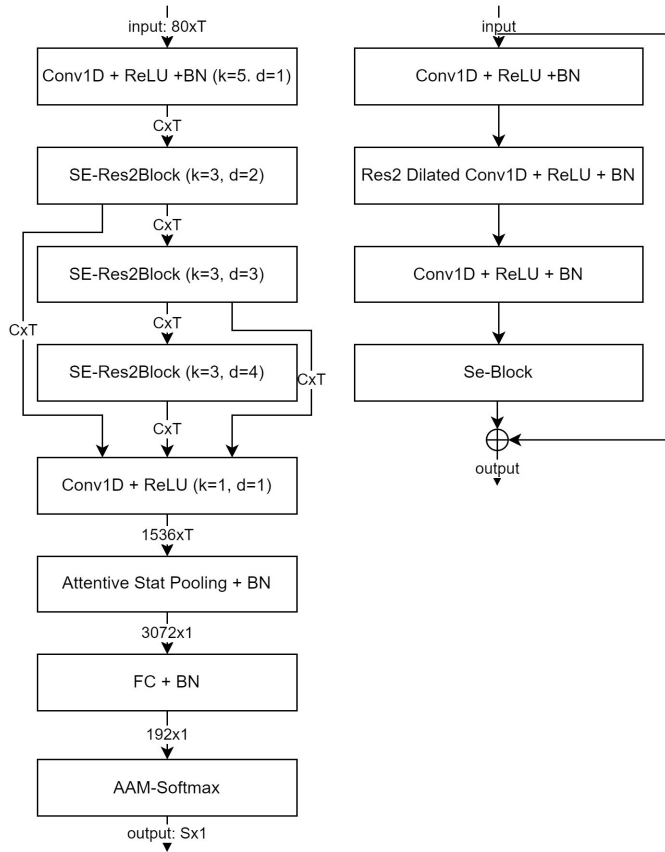 input: 80xT
Conv1D + ReLU +BN (k=5. d=1)
CxT
SE-Res2Block (k=3, d=2)
CxT
SE-Res2Block (k=3, d=3)
CxT
CxT
SE-Res2Block (k=3, d=4)
CxT
CxT
Conv1D + ReLU (k=1, d=1)
1536xT
Attentive Stat Pooling + BN
3072x1
FC + BN
192x1
AAM-Softmax
output: Sx1
input
Conv1D + ReLU +BN
Res2 Dilated Conv1D + ReLU + BN
Conv1D + ReLU + BN
Se-Block
output